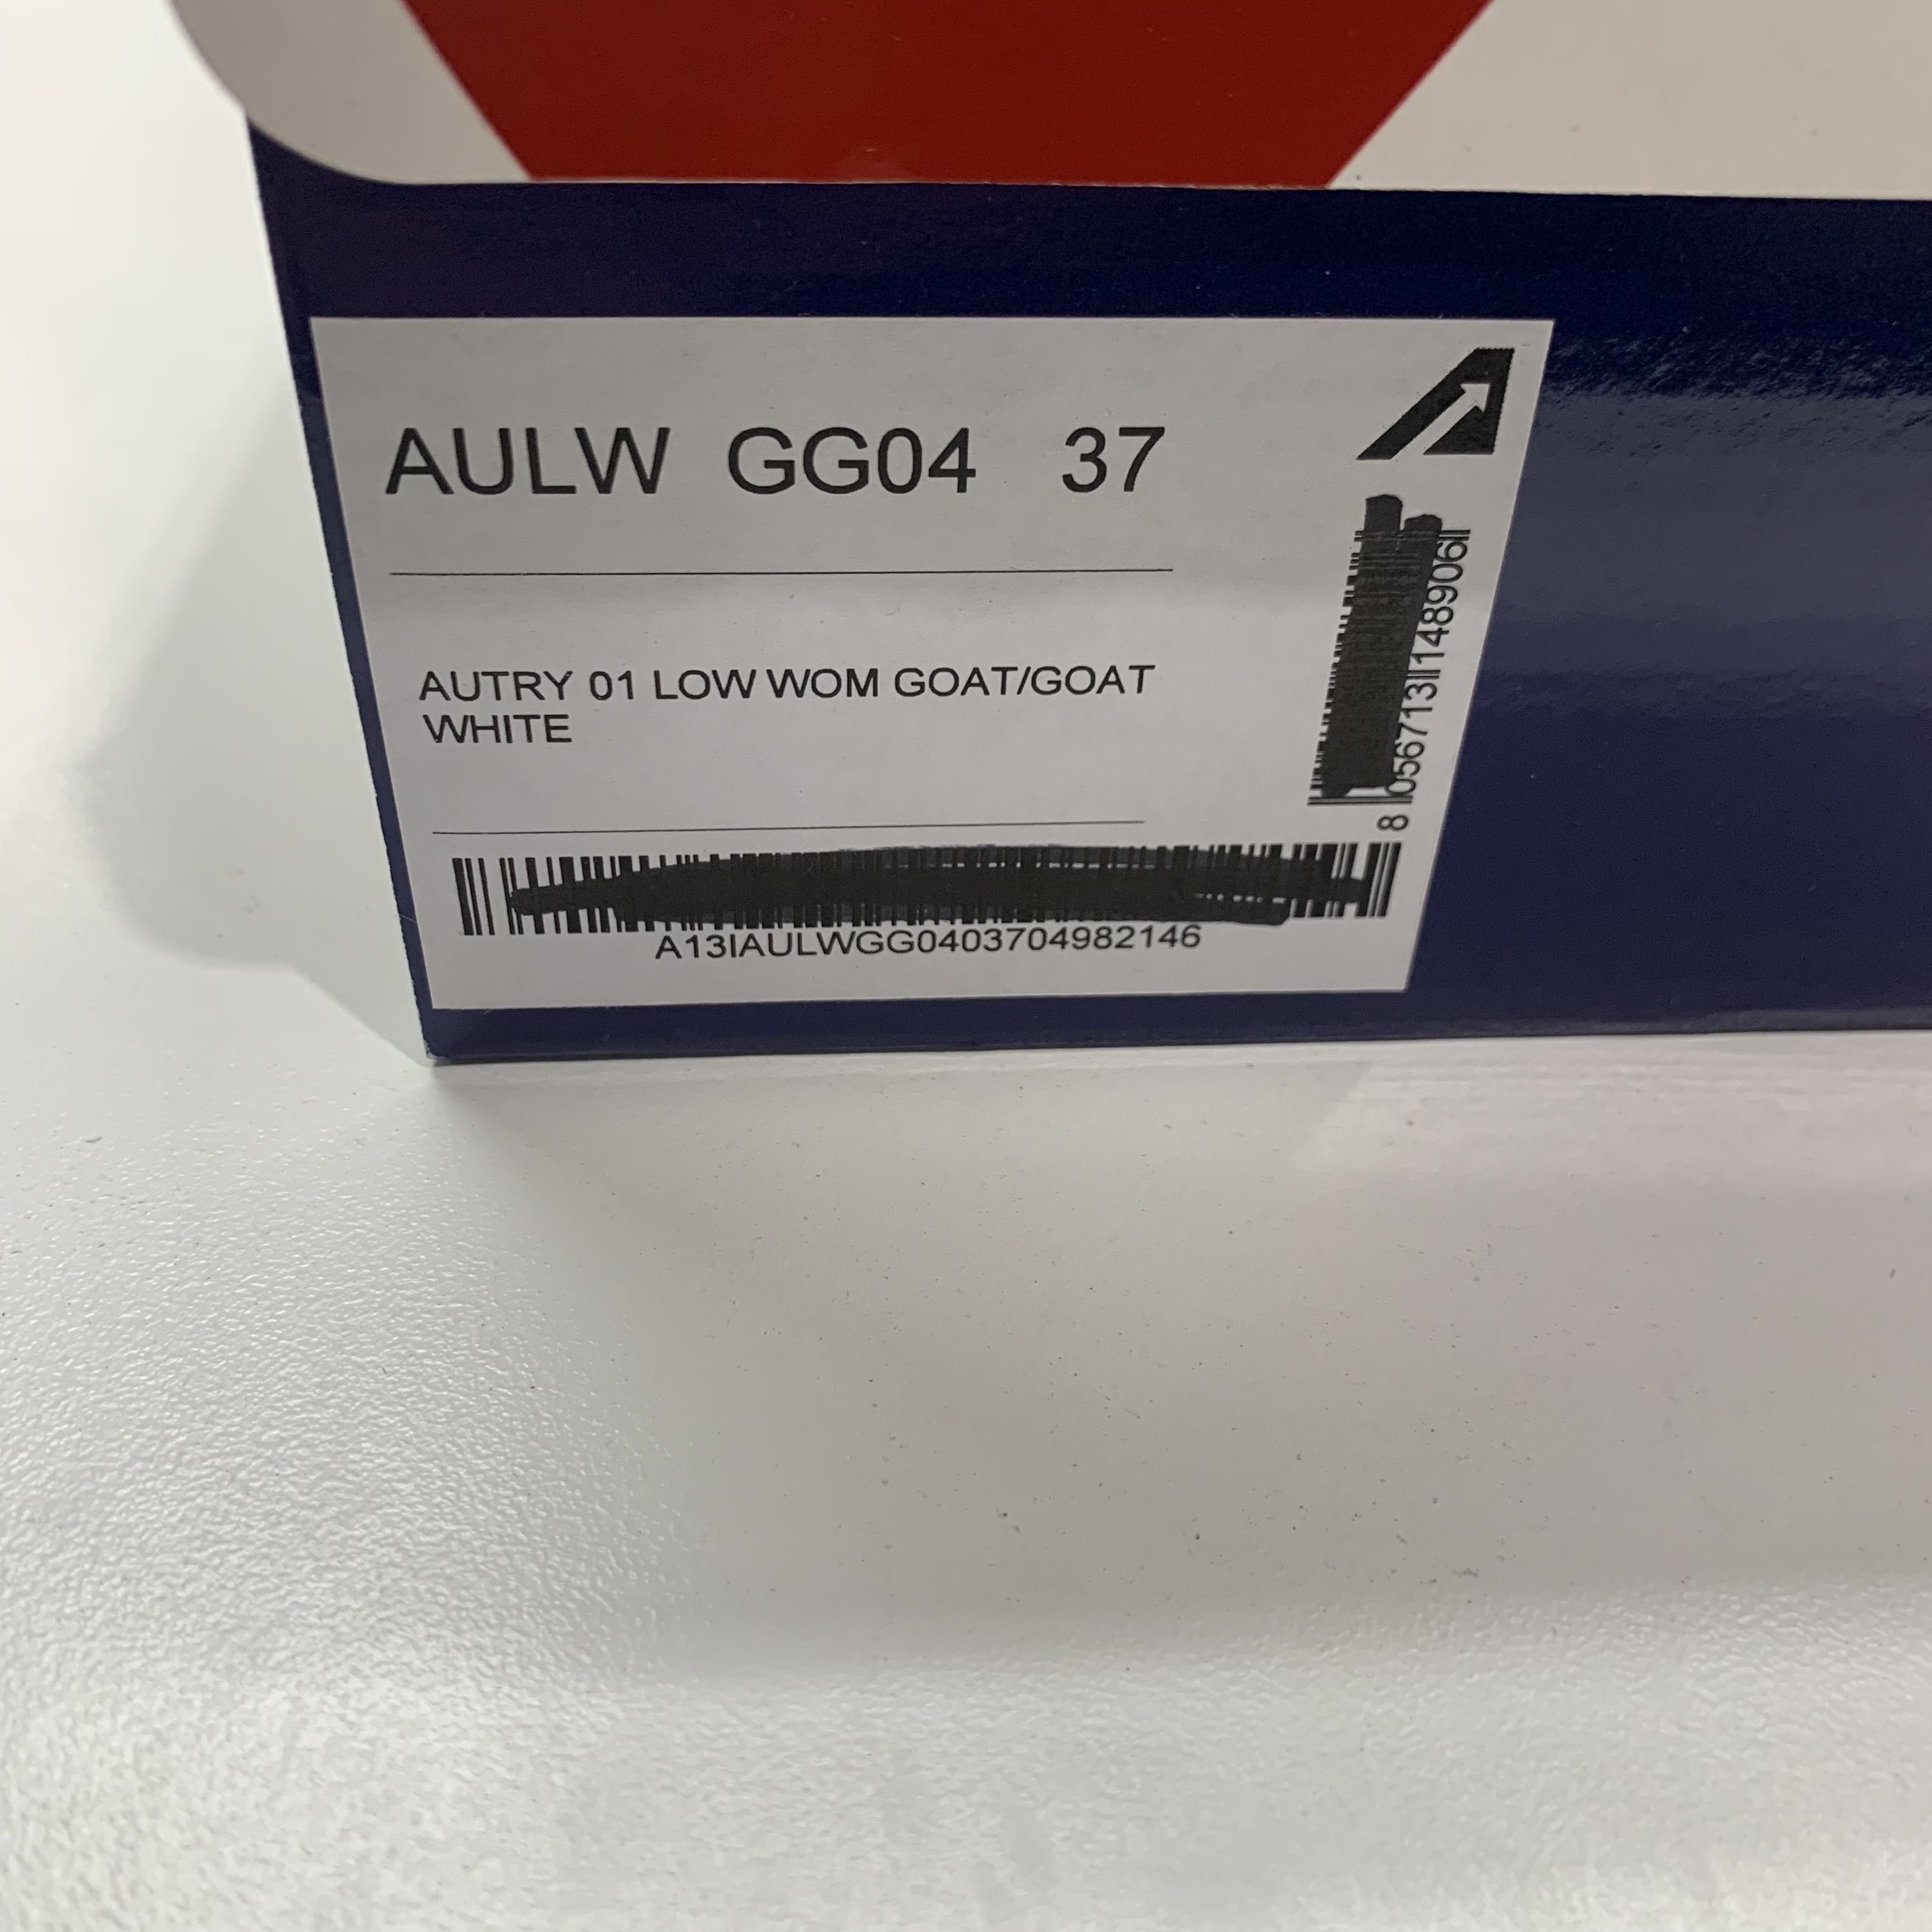 AULW GG04 37
AUTRY 01 LOW WOM GOAT/GOAT
WHITE
8 056713 148906
A13IAULWGG0403704982146